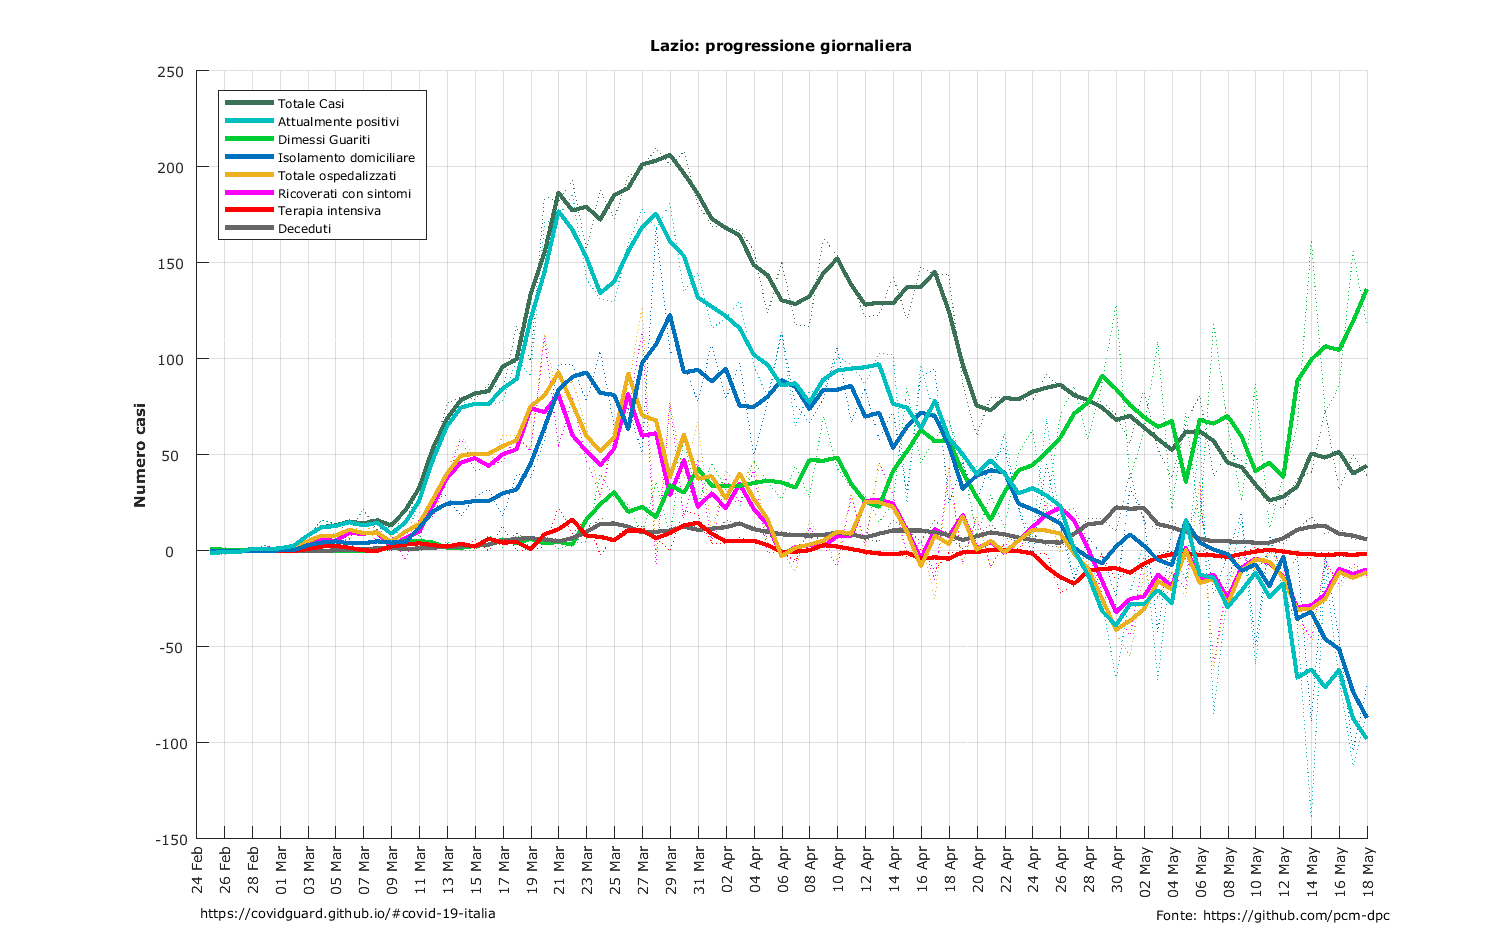 Lazio: progressione giornaliera
Numero casi
250
200
150
100
50
0
-50
-100
-150
Totale Casi
Attualmente positivi
Dimessi Guariti
Isolamento domiciliare
Totale ospedalizzati
Ricoverati con sintomi
Terapia intensiva
Deceduti
24 Feb
26 Feb
28 Feb
01 Mar
03 Mar
05 Mar
07 Mar
09 Mar
11 Mar
13 Mar
15 Mar
17 Mar
19 Mar
21 Mar
23 Mar
25 Mar
27 Mar
29 Mar
31 Mar
02 Apr
04 Apr
06 Apr
08 Apr
10 Apr
12 Apr
14 Apr
16 Apr
18 Apr
20 Apr
22 Apr
24 Apr
26 Apr
28 Apr
30 Apr
02 May
04 May
06 May
08 May
10 May
12 May
14 May
16 May
18 May
https://covidguard.github.io/#covid-19-italia
Fonte: https://github.com/pcm-dpc